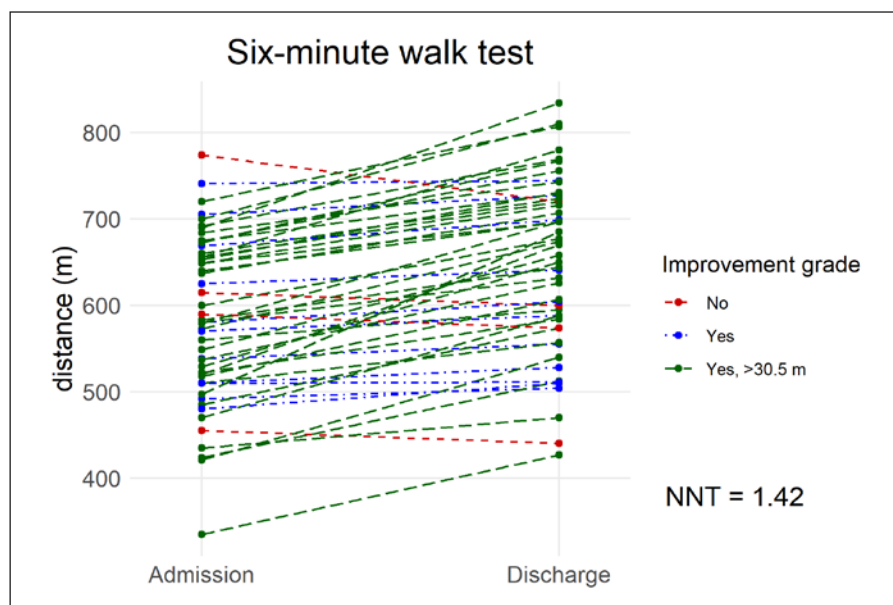 Six-minute walk test
distance (m)
800
700
600
500
400
Admission
Discharge
Improvement grade
No
Yes
Yes, >30.5 m
NNT = 1.42